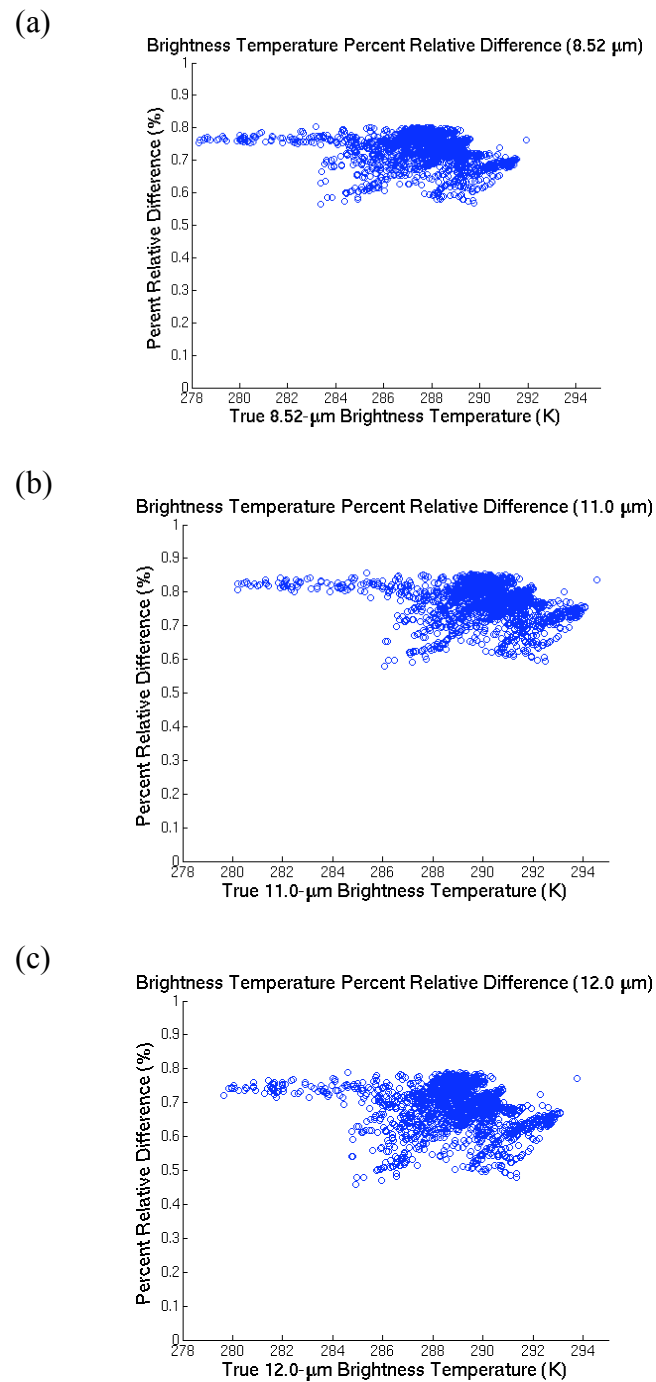 (a)
Brightness Temperature Percent Relative Difference (8.52 µm)
Perent Relative Difference (%)
1
0.9
0.8
0.7
0.6
0.5
0.4
0.3
0.2
0.1
0
278 280 282 284 286 288 290 292 294
True 8.52-µm Brightness Temperature (K)
(b)
Brightness Temperature Percent Relative Difference (11.0 µm)
Percent Relative Difference (%)
1
0.9
0.8
0.7
0.6
0.5
0.4
0.3
0.2
0.1
0
278 280 282 284 286 288 290 292 294
True 11.0-µm Brightness Temperature (K)
(c)
Brightness Temperature Percent Relative Difference (12.0 µm)
Percent Relative Difference (%)
1
0.9
0.8
0.7
0.6
0.5
0.4
0.3
0.2
0.1
0
278 280 282 284 286 288 290 292 294
True 12.0-µm Brightness Temperature (K)